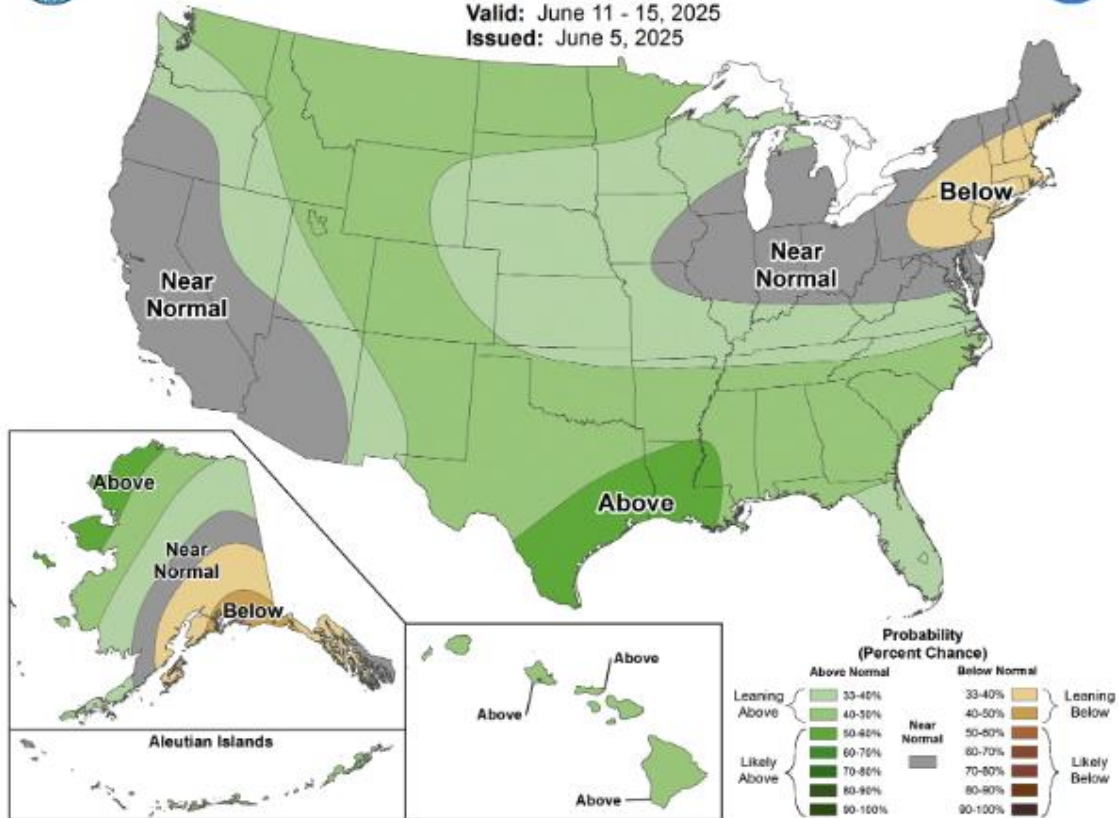 Valid: June 11 - 15, 2025
Issued: June 5, 2025
Below
Near
Normal
Near
Normal
Above
Above
Near
Normal
Below
Aleutian Islands
Above
Above
Above
Probability
(Percent Chance)
Above Normal
Below Normal
Leaning
Above
33-40%
40-50%
Likely
Above
50-60%
60-70%
70-80%
80-90%
90-100%
Near
Normal
33-40%
40-50%
Leaning
Below
50-60%
60-70%
70-80%
80-90%
90-100%
Likely
Below